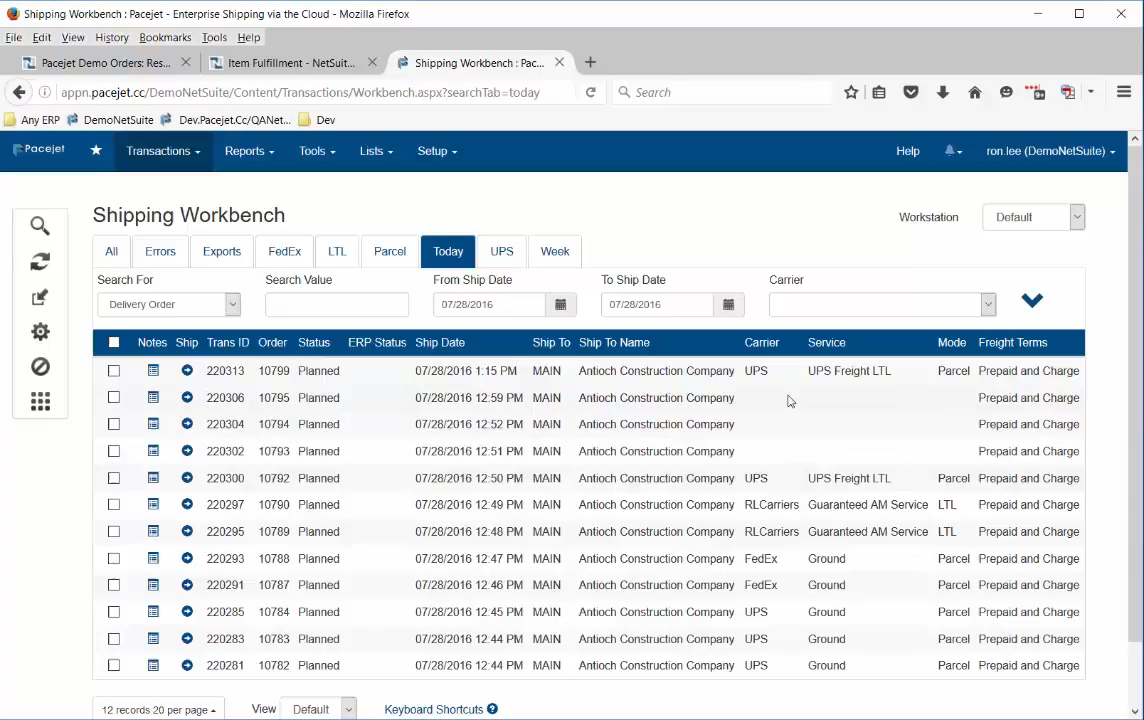 Shipping Workbench : Pacejet - Enterprise Shipping via the Cloud - Mozilla Firefox
File Edit View History Bookmarks Tools Help
Pacejet Demo Orders: Res... Item Fulfillment - NetSuit... Shipping Workbench : Pac...
appn.pacejet.cc/DemoNetSuite/Content/Transactions/Workbench.aspx?searchTab=today Search
Any ERP DemoNetSuite Dev.Pacejet.Cc/QANet... Dev
Pacejet Transactions Reports Tools Lists Setup Help ron.lee (DemoNetSuite)
Shipping Workbench Workstation Default
All Errors Exports FedEx LTL Parcel Today UPS Week
Search For Search Value From Ship Date To Ship Date Carrier
Delivery Order 07/28/2016 07/28/2016
Notes Ship Trans ID Order Status ERP Status Ship Date Ship To Ship To Name Carrier Service Mode Freight Terms
220313 10799 Planned 07/28/2016 1:15 PM MAIN Antioch Construction Company UPS UPS Freight LTL Parcel Prepaid and Charge
220306 10795 Planned 07/28/2016 12:59 PM MAIN Antioch Construction Company Prepaid and Charge
220304 10794 Planned 07/28/2016 12:52 PM MAIN Antioch Construction Company Prepaid and Charge
220302 10793 Planned 07/28/2016 12:51 PM MAIN Antioch Construction Company Prepaid and Charge
220300 10792 Planned 07/28/2016 12:50 PM MAIN Antioch Construction Company UPS UPS Freight LTL Parcel Prepaid and Charge
220297 10790 Planned 07/28/2016 12:49 PM MAIN Antioch Construction Company RLCarriers Guaranteed AM Service LTL Prepaid and Charge
220295 10789 Planned 07/28/2016 12:48 PM MAIN Antioch Construction Company RLCarriers Guaranteed AM Service LTL Prepaid and Charge
220293 10788 Planned 07/28/2016 12:47 PM MAIN Antioch Construction Company FedEx Ground Parcel Prepaid and Charge
220291 10787 Planned 07/28/2016 12:46 PM MAIN Antioch Construction Company FedEx Ground Parcel Prepaid and Charge
220285 10784 Planned 07/28/2016 12:45 PM MAIN Antioch Construction Company UPS Ground Parcel Prepaid and Charge
220283 10783 Planned 07/28/2016 12:44 PM MAIN Antioch Construction Company UPS Ground Parcel Prepaid and Charge
220281 10782 Planned 07/28/2016 12:44 PM MAIN Antioch Construction Company UPS Ground Parcel Prepaid and Charge
12 records 20 per page View Default Keyboard Shortcuts